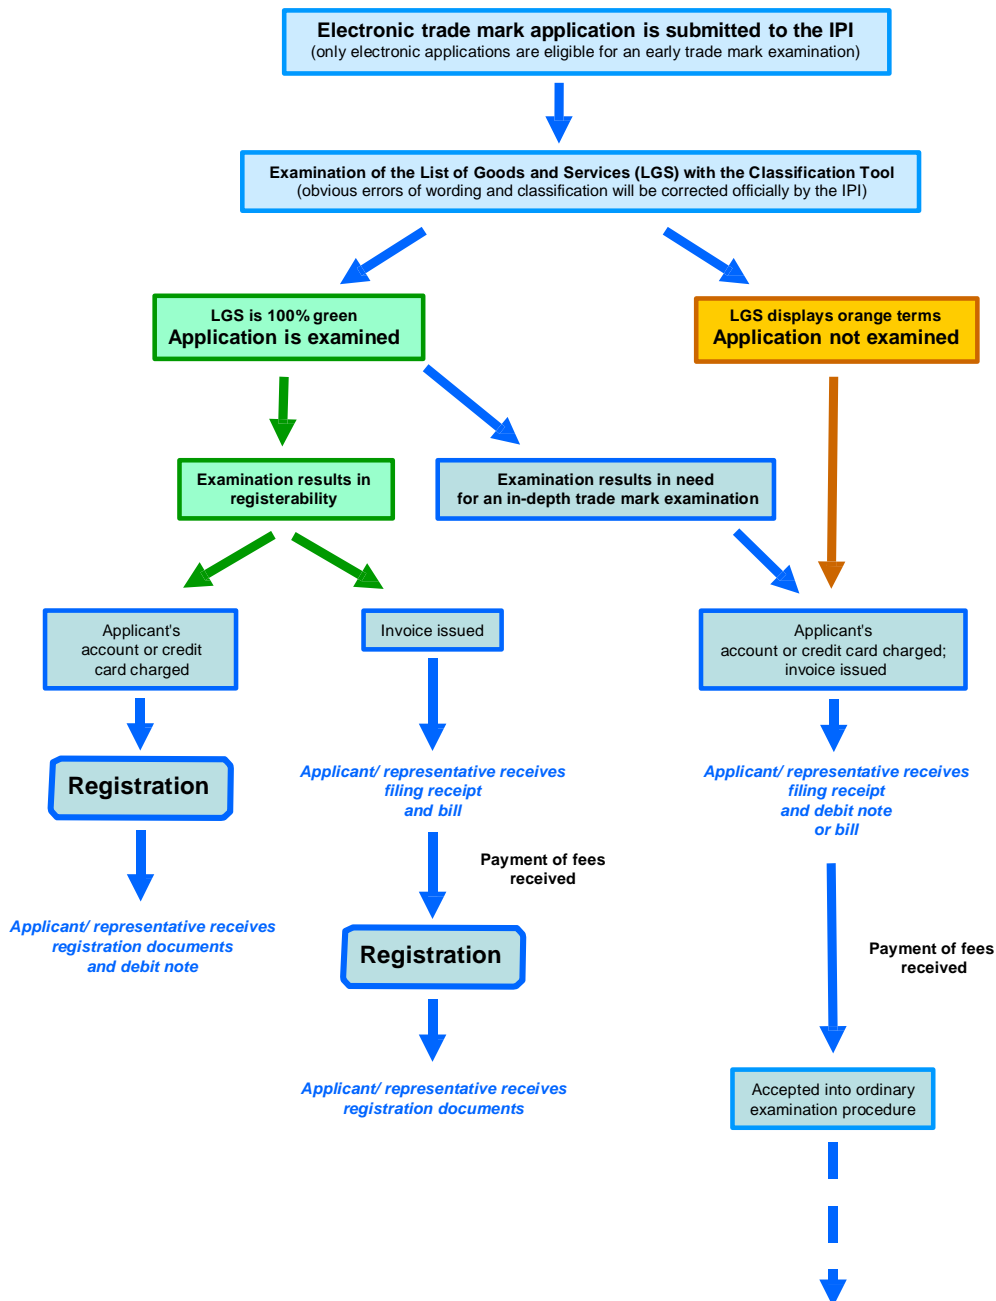 Electronic trade mark application is submitted to the IPI
(only electronic applications are eligible for an early trade mark examination)
Examination of the List of Goods and Services (LGS) with the Classification Tool
(obvious errors of wording and classification will be corrected officially by the IPI)
LGS is 100% green
Application is examined
LGS displays orange terms
Application not examined
Examination results in
registerability
Examination results in need
for an in-depth trade mark examination
Applicant's
account or credit
card charged
Invoice issued
Applicant's
account or credit card charged;
invoice issued
Registration
Applicant/ representative receives
filing receipt
and bill
Applicant/ representative receives
filing receipt
and debit note
or bill
Payment of fees
received
Applicant/ representative receives
registration documents
and debit note
Registration
Payment of fees
received
Applicant/ representative receives
registration documents
Accepted into ordinary
examination procedure